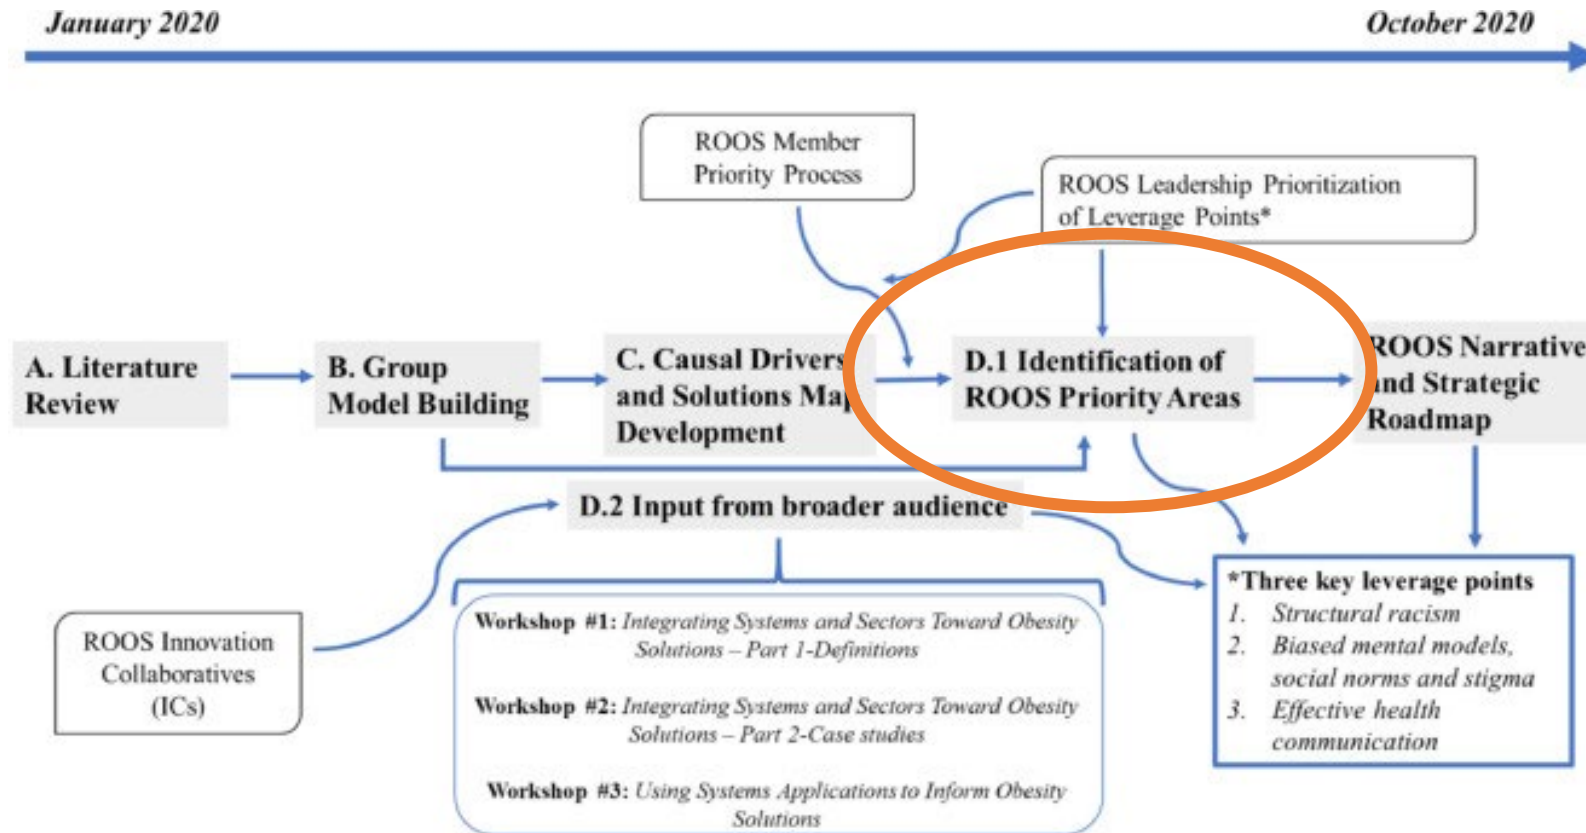 January 2020
October 2020
ROOS Member
Priority Process
ROOS Leadership Prioritization
of Leverage Points*
A. Literature
Review
B. Group
Model Building
C. Causal Drivers
and Solutions Map
Development
D.1 Identification of
ROOS Priority Areas
ROOS Narrative
and Strategic
Roadmap
D.2 Input from broader audience
ROOS Innovation
Collaboratives
(ICs)
Workshop #1: Integrating Systems and Sectors Toward Obesity
Solutions – Part 1-Definitions
Workshop #2: Integrating Systems and Sectors Toward Obesity
Solutions – Part 2-Case studies
Workshop #3: Using Systems Applications to Inform Obesity
Solutions
*Three key leverage points
1. Structural racism
2. Biased mental models,
social norms and stigma
3. Effective health
communication